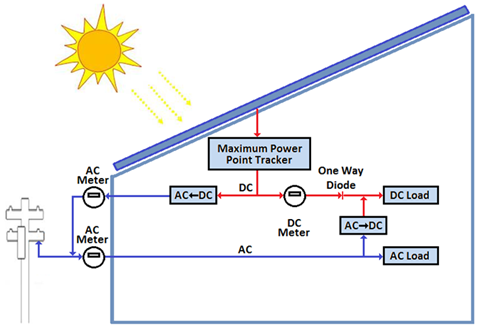 Maximum Power
Point Tracker
AC
Meter
AC←DC
DC
DC
Meter
One Way
Diode
DC Load
AC→DC
AC
Meter
AC
AC Load